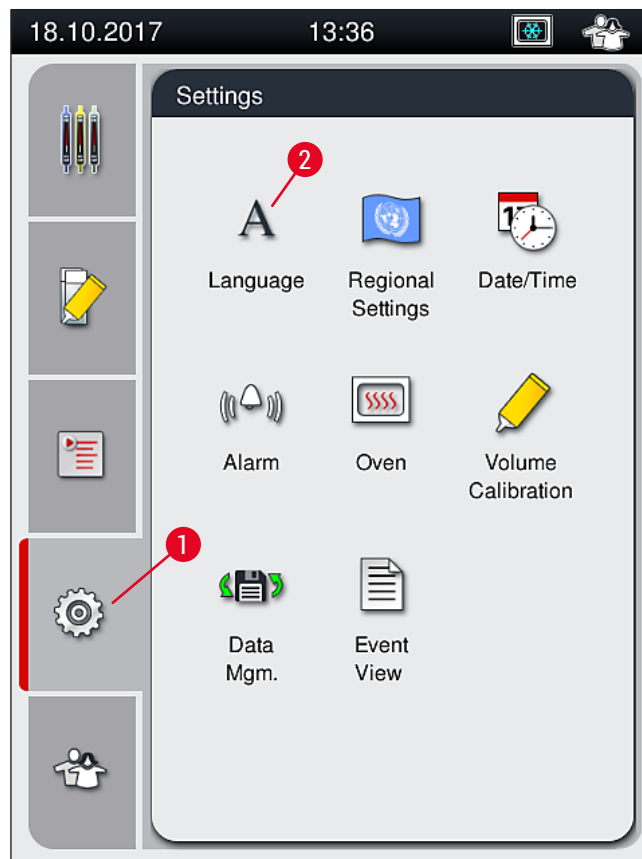 18.10.2017 13:36
Settings
2
17
Language Regional Settings Date/Time
Alarm Oven Volume Calibration
1
Data Mgm. Event View